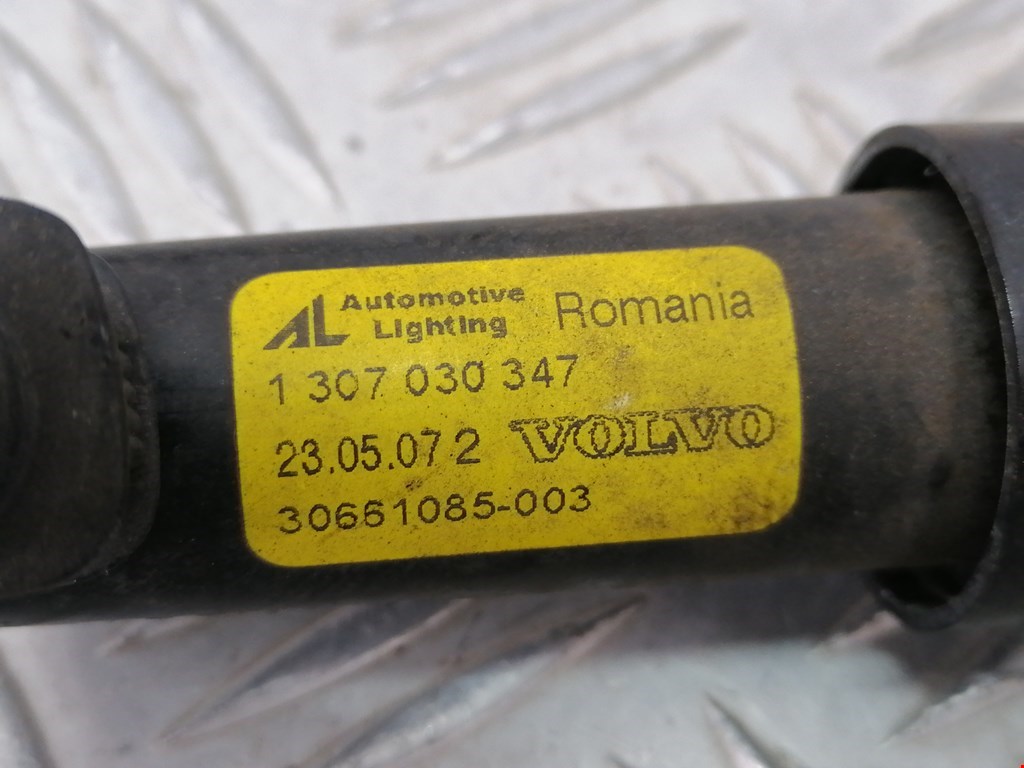 AL Automotive Lighting Romania
1 307 030 347
23.05.07 2 VOLVO
30661085-003